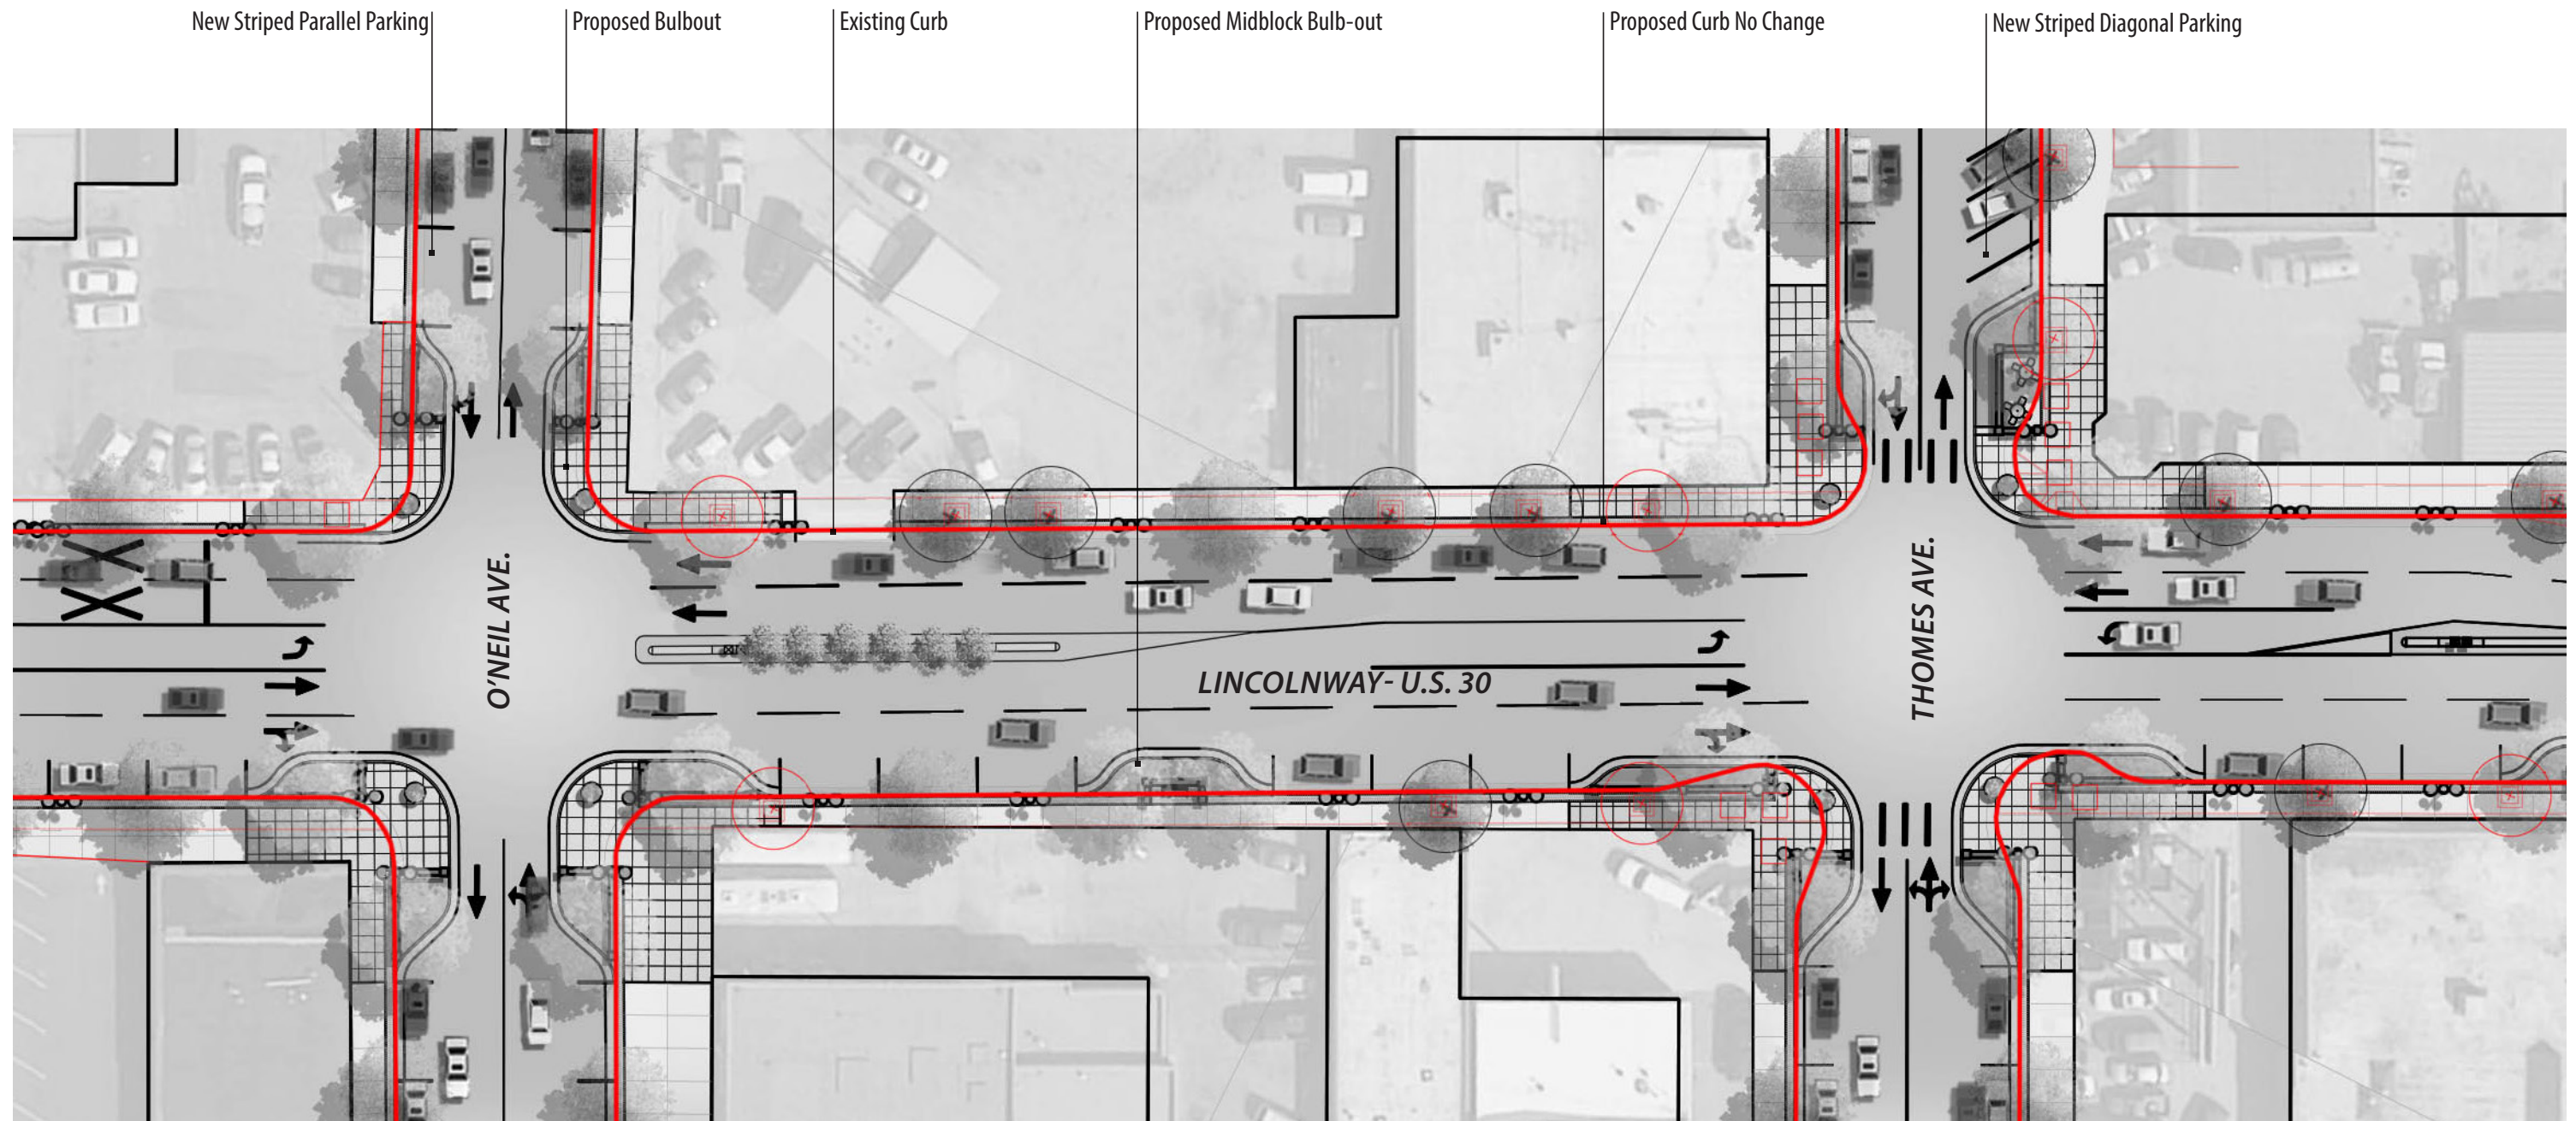 New Striped Parallel Parking
Proposed Bulbout
Existing Curb
Proposed Midblock Bulb-out
Proposed Curb No Change
New Striped Diagonal Parking
O'NEIL AVE.
LINCOLNWAY- U.S. 30
THOMES AVE.